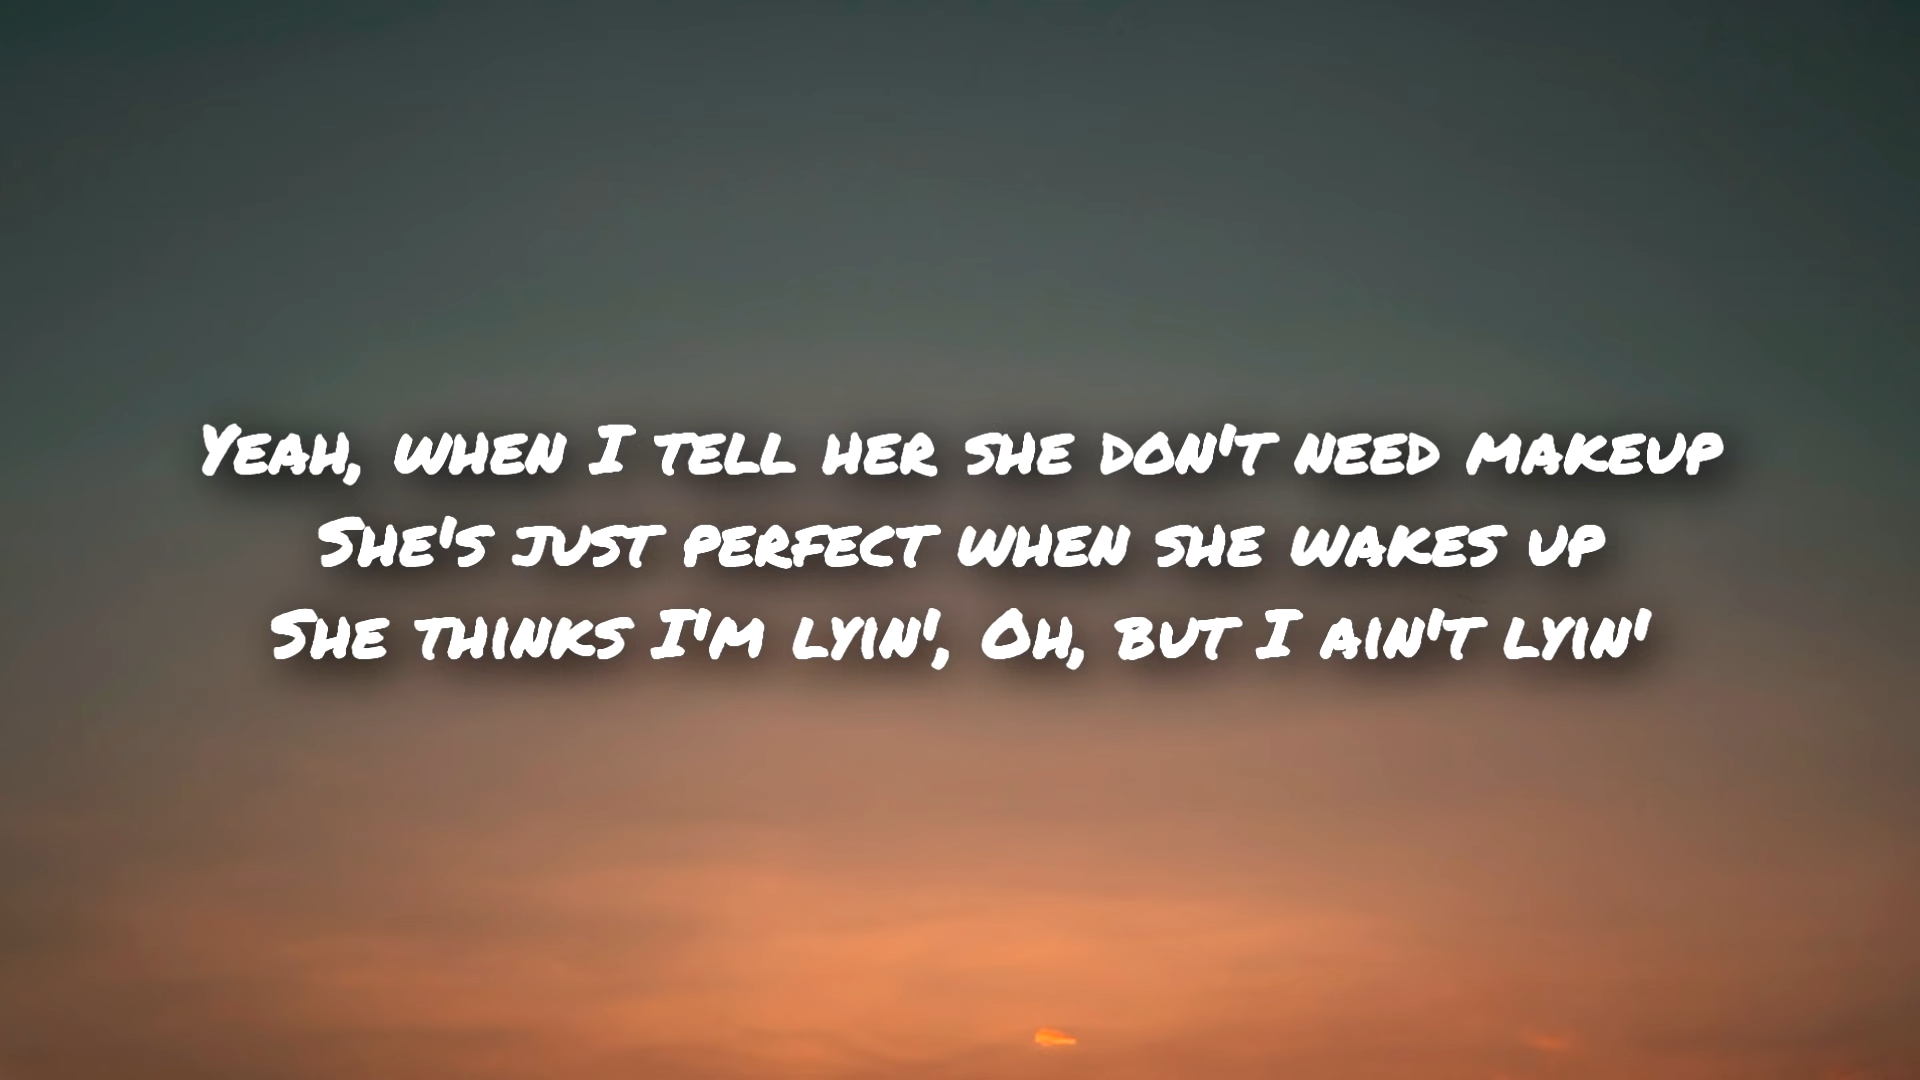 Yeah, when I tell her she don't need makeup
She's just perfect when she wakes up
She thinks I'm lyin', Oh, but I ain't lyin'